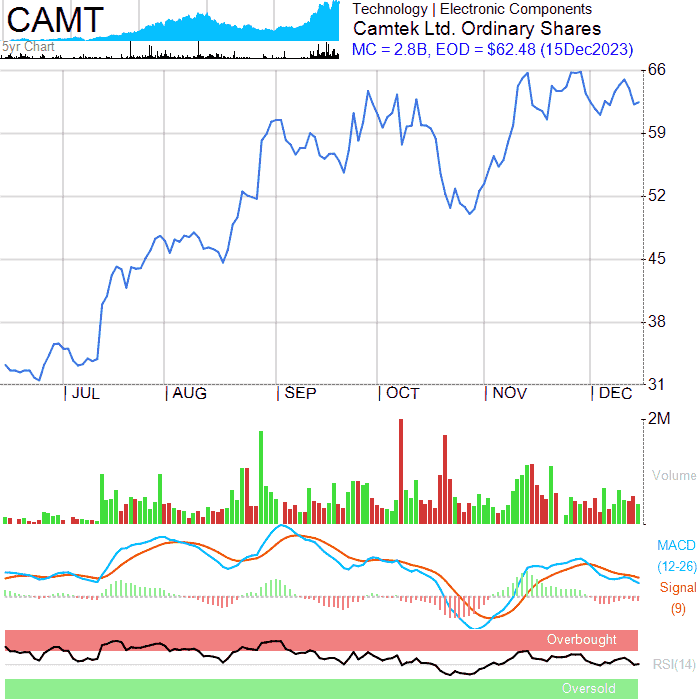 CAMT
5yr Chart
Technology | Electronic Components
Camtek Ltd. Ordinary Shares
MC = 2.8B, EOD = $62.48 (15Dec2023)
66
59
52
45
38
31
JUL
AUG
SEP
OCT
NOV
DEC
2M
Volume
MACD
(12-26)
Signal
(9)
Overbought
RSI(14)
Oversold